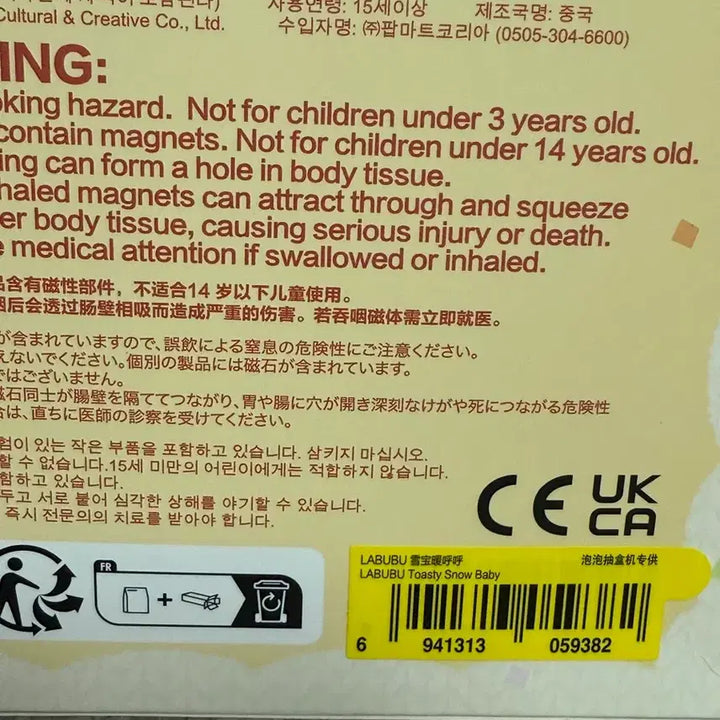 사용연령: 15세이상 제조국명: 중국
Cultural & Creative Co., Ltd. 수입자명: ㈜팝마트코리아 (0505-304-6600)
ING:
oking hazard. Not for children under 3 years old.
contain magnets. Not for children under 14 years old.
ing can form a hole in body tissue.
haled magnets can attract through and squeeze
er body tissue, causing serious injury or death.
e medical attention if swallowed or inhaled.
品含有磁性部件，不适合14 岁以下儿童使用。
咽后会透过肠壁相吸而造成严重的伤害。若吞咽磁体需立即就医。
が含まれていますので、誤飲による窒息の危険性にご注意ください。
えないでください。個別の製品には磁石が含まれています。
ではございません。
磁石同士が腸壁を隔ててつながり、胃や腸に穴が開き深刻なけがや死につながる危険性
合は、直ちに医師の診察を受けてください。
험이 있는 작은 부품을 포함하고 있습니다. 삼키지 마십시오.
할 수 없습니다.15세 미만의 어린이에게는 적합하지 않습니다.
함하고 있습니다.
두고 서로 붙어 심각한 상해를 야기할 수 있습니다.
즉시 전문의의 치료를 받아야 합니다.
CE UK
CA
FR
+
LABUBU 雪宝暖呼呼 泡泡抽盒机专供
LABUBU Toasty Snow Baby
6 941313 059382